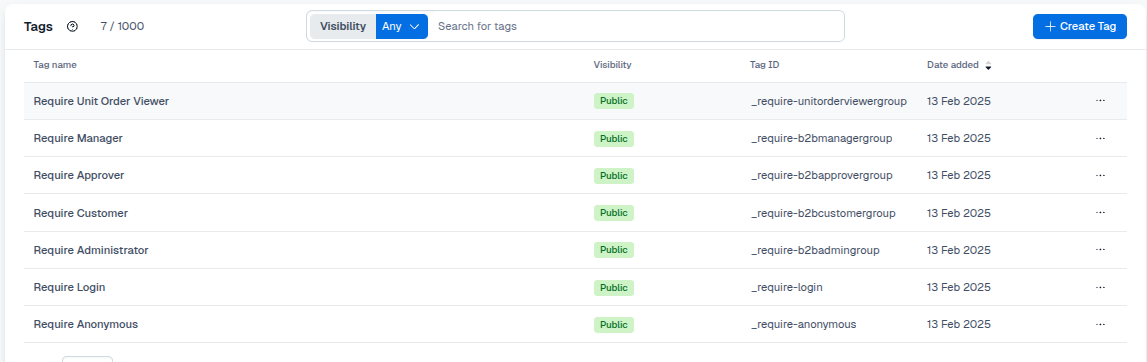 Tags 7 / 1000 Visibility Any Search for tags + Create Tag
Tag name Visibility Tag ID Date added
Require Unit Order Viewer Public _require-unitorderviewergroup 13 Feb 2025 ...
Require Manager Public _require-b2bmanagergroup 13 Feb 2025 ...
Require Approver Public _require-b2bapprovergroup 13 Feb 2025 ...
Require Customer Public _require-b2bcustomergroup 13 Feb 2025 ...
Require Administrator Public _require-b2badmingroup 13 Feb 2025 ...
Require Login Public _require-login 13 Feb 2025 ...
Require Anonymous Public _require-anonymous 13 Feb 2025 ...